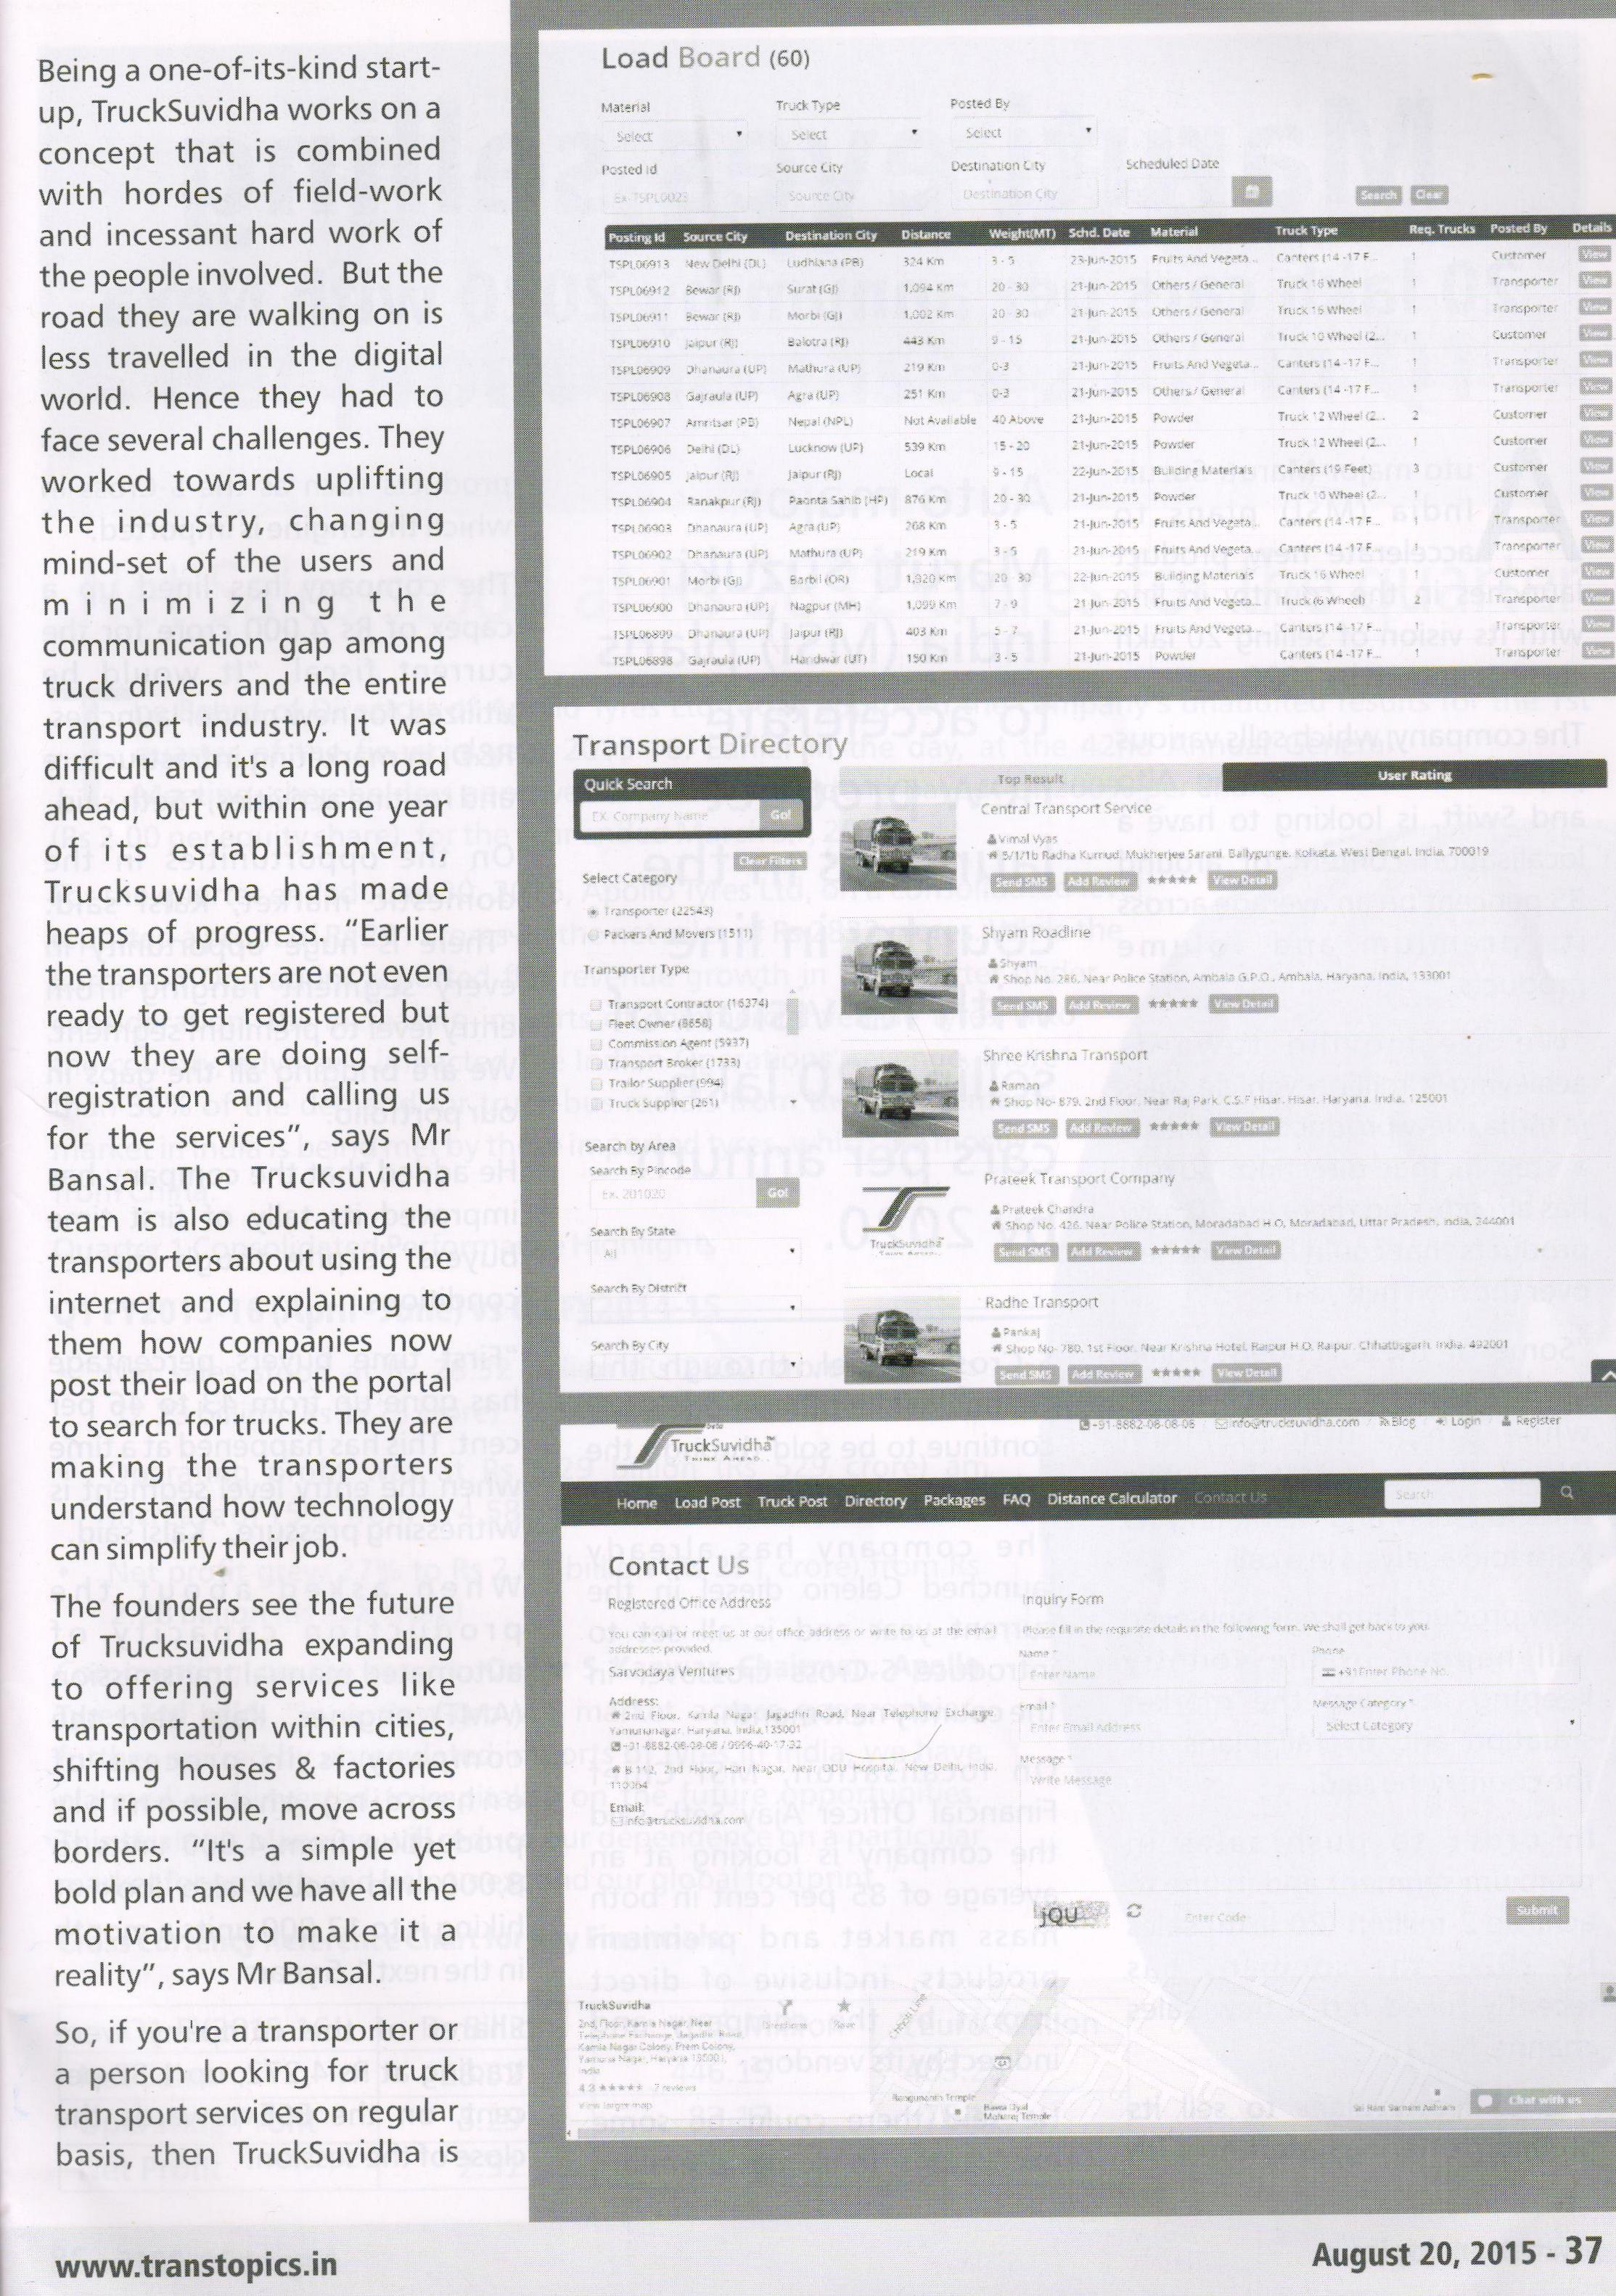 Being a one-of-its-kind start-
up, TruckSuvidha works on a
concept that is combined
with hordes of field-work
and incessant hard work of
the people involved. But the
road they are walking on is
less travelled in the digital
world. Hence they had to
face several challenges. They
worked towards uplifting
the industry, changing
mind-set of the users and
minimizing the
communication gap among
truck drivers and the entire
transport industry. It was
difficult and it's a long road
ahead, but within one year
of its establishment,
Trucksuvidha has made
heaps of progress. “Earlier
the transporters are not even
ready to get registered but
now they are doing self-
registration and calling us
for the services”, says Mr
Bansal. The Trucksuvidha
team is also educating the
transporters about using the
internet and explaining to
them how companies now
post their load on the portal
to search for trucks. They are
making the transporters
understand how technology
can simplify their job.
The founders see the future
of Trucksuvidha expanding
to offering services like
transportation within cities,
shifting houses & factories
and if possible, move across
borders. “It's a simple yet
bold plan and we have all the
motivation to make it a
reality”, says Mr Bansal.
So, if you're a transporter or
a person looking for truck
transport services on regular
basis, then TruckSuvidha is
Load Board (60)
Material Truck Type Posted By
Select Select Select
Posted Id Source City Destination City Scheduled Date
Ex-TSPL0023 Source City Destination City Search Clear
Posting Id Source City Destination City Distance Weight(MT) Schd. Date Material Truck Type Req. Trucks Posted By Details
TSPL06913 New Delhi (DL) Ludhiana (PB) 324 Km 3 - 5 23-Jun-2015 Fruits And Vegeta... Canters (14 -17 F... 1 Customer View
TSPL06912 Bewar (RJ) Surat (GJ) 1,094 Km 20 - 30 21-Jun-2015 Others / General Truck 16 Wheel 1 Transporter View
TSPL06911 Bewar (RJ) Morbi (GJ) 1,002 Km 20 - 30 21-Jun-2015 Others / General Truck 16 Wheel 1 Transporter View
TSPL06910 Jaipur (RJ) Balotra (RJ) 443 Km 9 - 15 21-Jun-2015 Others / General Truck 10 Wheel (2... 1 Customer View
TSPL06909 Dhanaura (UP) Mathura (UP) 219 Km 0-3 21-Jun-2015 Fruits And Vegeta... Canters (14 -17 F... 1 Transporter View
TSPL06908 Gajraula (UP) Agra (UP) 251 Km 0-3 21-Jun-2015 Others / General Canters (14 -17 F... 1 Transporter View
TSPL06907 Amritsar (PB) Nepal (NPL) Not Available 40 Above 21-Jun-2015 Powder Truck 12 Wheel (2... 2 Customer View
TSPL06906 Delhi (DL) Lucknow (UP) 539 Km 15 - 20 21-Jun-2015 Powder Truck 12 Wheel (2... 1 Customer View
TSPL06905 Jaipur (RJ) Jaipur (RJ) Local 9 - 15 22-Jun-2015 Building Materials Canters (19 Feet) 3 Customer View
TSPL06904 Ranakpur (RJ) Paonta Sahib (HP) 876 Km 20 - 30 21-Jun-2015 Powder Truck 10 Wheel (2... 1 Customer View
TSPL06903 Dhanaura (UP) Agra (UP) 268 Km 3 - 5 21-Jun-2015 Fruits And Vegeta... Canters (14 -17 F... 1 Transporter View
TSPL06902 Dhanaura (UP) Mathura (UP) 219 Km 3 - 5 21-Jun-2015 Fruits And Vegeta... Canters (14 -17 F... 1 Transporter View
TSPL06901 Morbi (GJ) Barbil (OR) 1,920 Km 20 - 30 22-Jun-2015 Building Materials Truck 16 Wheel 1 Customer View
TSPL06900 Dhanaura (UP) Nagpur (MH) 1,099 Km 7 - 9 21-Jun-2015 Fruits And Vegeta... Truck (6 Wheel) 2 Transporter View
TSPL06899 Dhanaura (UP) Jaipur (RJ) 403 Km 5 - 7 21-Jun-2015 Fruits And Vegeta... Canters (14 -17 F... 1 Transporter View
TSPL06898 Gajraula (UP) Haridwar (UT) 150 Km 3 - 5 21-Jun-2015 Powder Canters (14 -17 F... 1 Transporter View
Transport Directory
Quick Search
EX. Company Name Go!
Clear Filters
Select Category
Transporter (22543)
Packers And Movers (1511)
Transporter Type
Transport Contractor (16374)
Fleet Owner (8658)
Commission Agent (5937)
Transport Broker (1733)
Trailor Supplier (994)
Truck Supplier (261)
Search by Area
Search By Pincode
Ex. 201020 Go!
Search By State
All
Search By District
Search By City
Top Result User Rating
Central Transport Service
Vimal Vyas
5/1/1b Radha Kumud, Mukherjee Sarani, Ballygunge, Kolkata, West Bengal, India, 700019
Send SMS Add Review ★★★★★ View Detail
Shyam Roadline
Shyam
Shop No. 286, Near Police Station, Ambala G.P.O., Ambala, Haryana, India, 133001
Send SMS Add Review ★★★★★ View Detail
Shree Krishna Transport
Raman
Shop No- 879, 2nd Floor, Near Raj Park, C.S.F Hisar, Hisar, Haryana, India, 125001
Send SMS Add Review ★★★★★ View Detail
Prateek Transport Company
Prateek Chandra
Shop No. 426, Near Police Station, Moradabad H.O, Moradabad, Uttar Pradesh, India, 244001
TruckSuvidha
Send SMS Add Review ★★★★★ View Detail
Radhe Transport
Pankaj
Shop No- 780, 1st Floor, Near Krishna Hotel, Raipur H.O, Raipur, Chhattisgarh, India, 492001
Send SMS Add Review ★★★★★ View Detail
TruckSuvidha™
THINK AHEAD..
+91-8882-08-08-08 info@trucksuvidha.com Blog Login Register
Home Load Post Truck Post Directory Packages FAQ Distance Calculator Contact Us Search
Contact Us
Registered Office Address
You can call or meet us at our office address or write to us at the email
addresses provided.
Sarvodaya Ventures
Address:
2nd Floor, Kamla Nagar, Jagadhri Road, Near Telephone Exchange,
Yamunanagar, Haryana, India,135001
+91-8882-08-08-08 / 9996-40-17-32
B 112, 2nd Floor, Hari Nagar, Near DDU Hospital, New Delhi, India,
110064
Email:
info@trucksuvidha.com
Inquiry Form
Please fill in the requisite details in the following form. We shall get back to you.
Name * Phone
Enter Name +91Enter Phone No.
Email * Message Category *
Enter Email Address Select Category
Message *
Write Message
jQU Enter Code Submit
TruckSuvidha
2nd, Floor, Kamla Nagar, Near
Telephone Exchange, Jagadhri Road,
Kamla Nagar Colony, Prem Colony,
Yamuna Nagar, Haryana 135001,
India
4.3 ★★★★★ 7 reviews
View larger map
Directions Save
Rangunanth Temple
Bawa Dyal
Maharaj Temple
Sri Ram Sarnam Ashram
Chat with us
www.transtopics.in
August 20, 2015 - 37